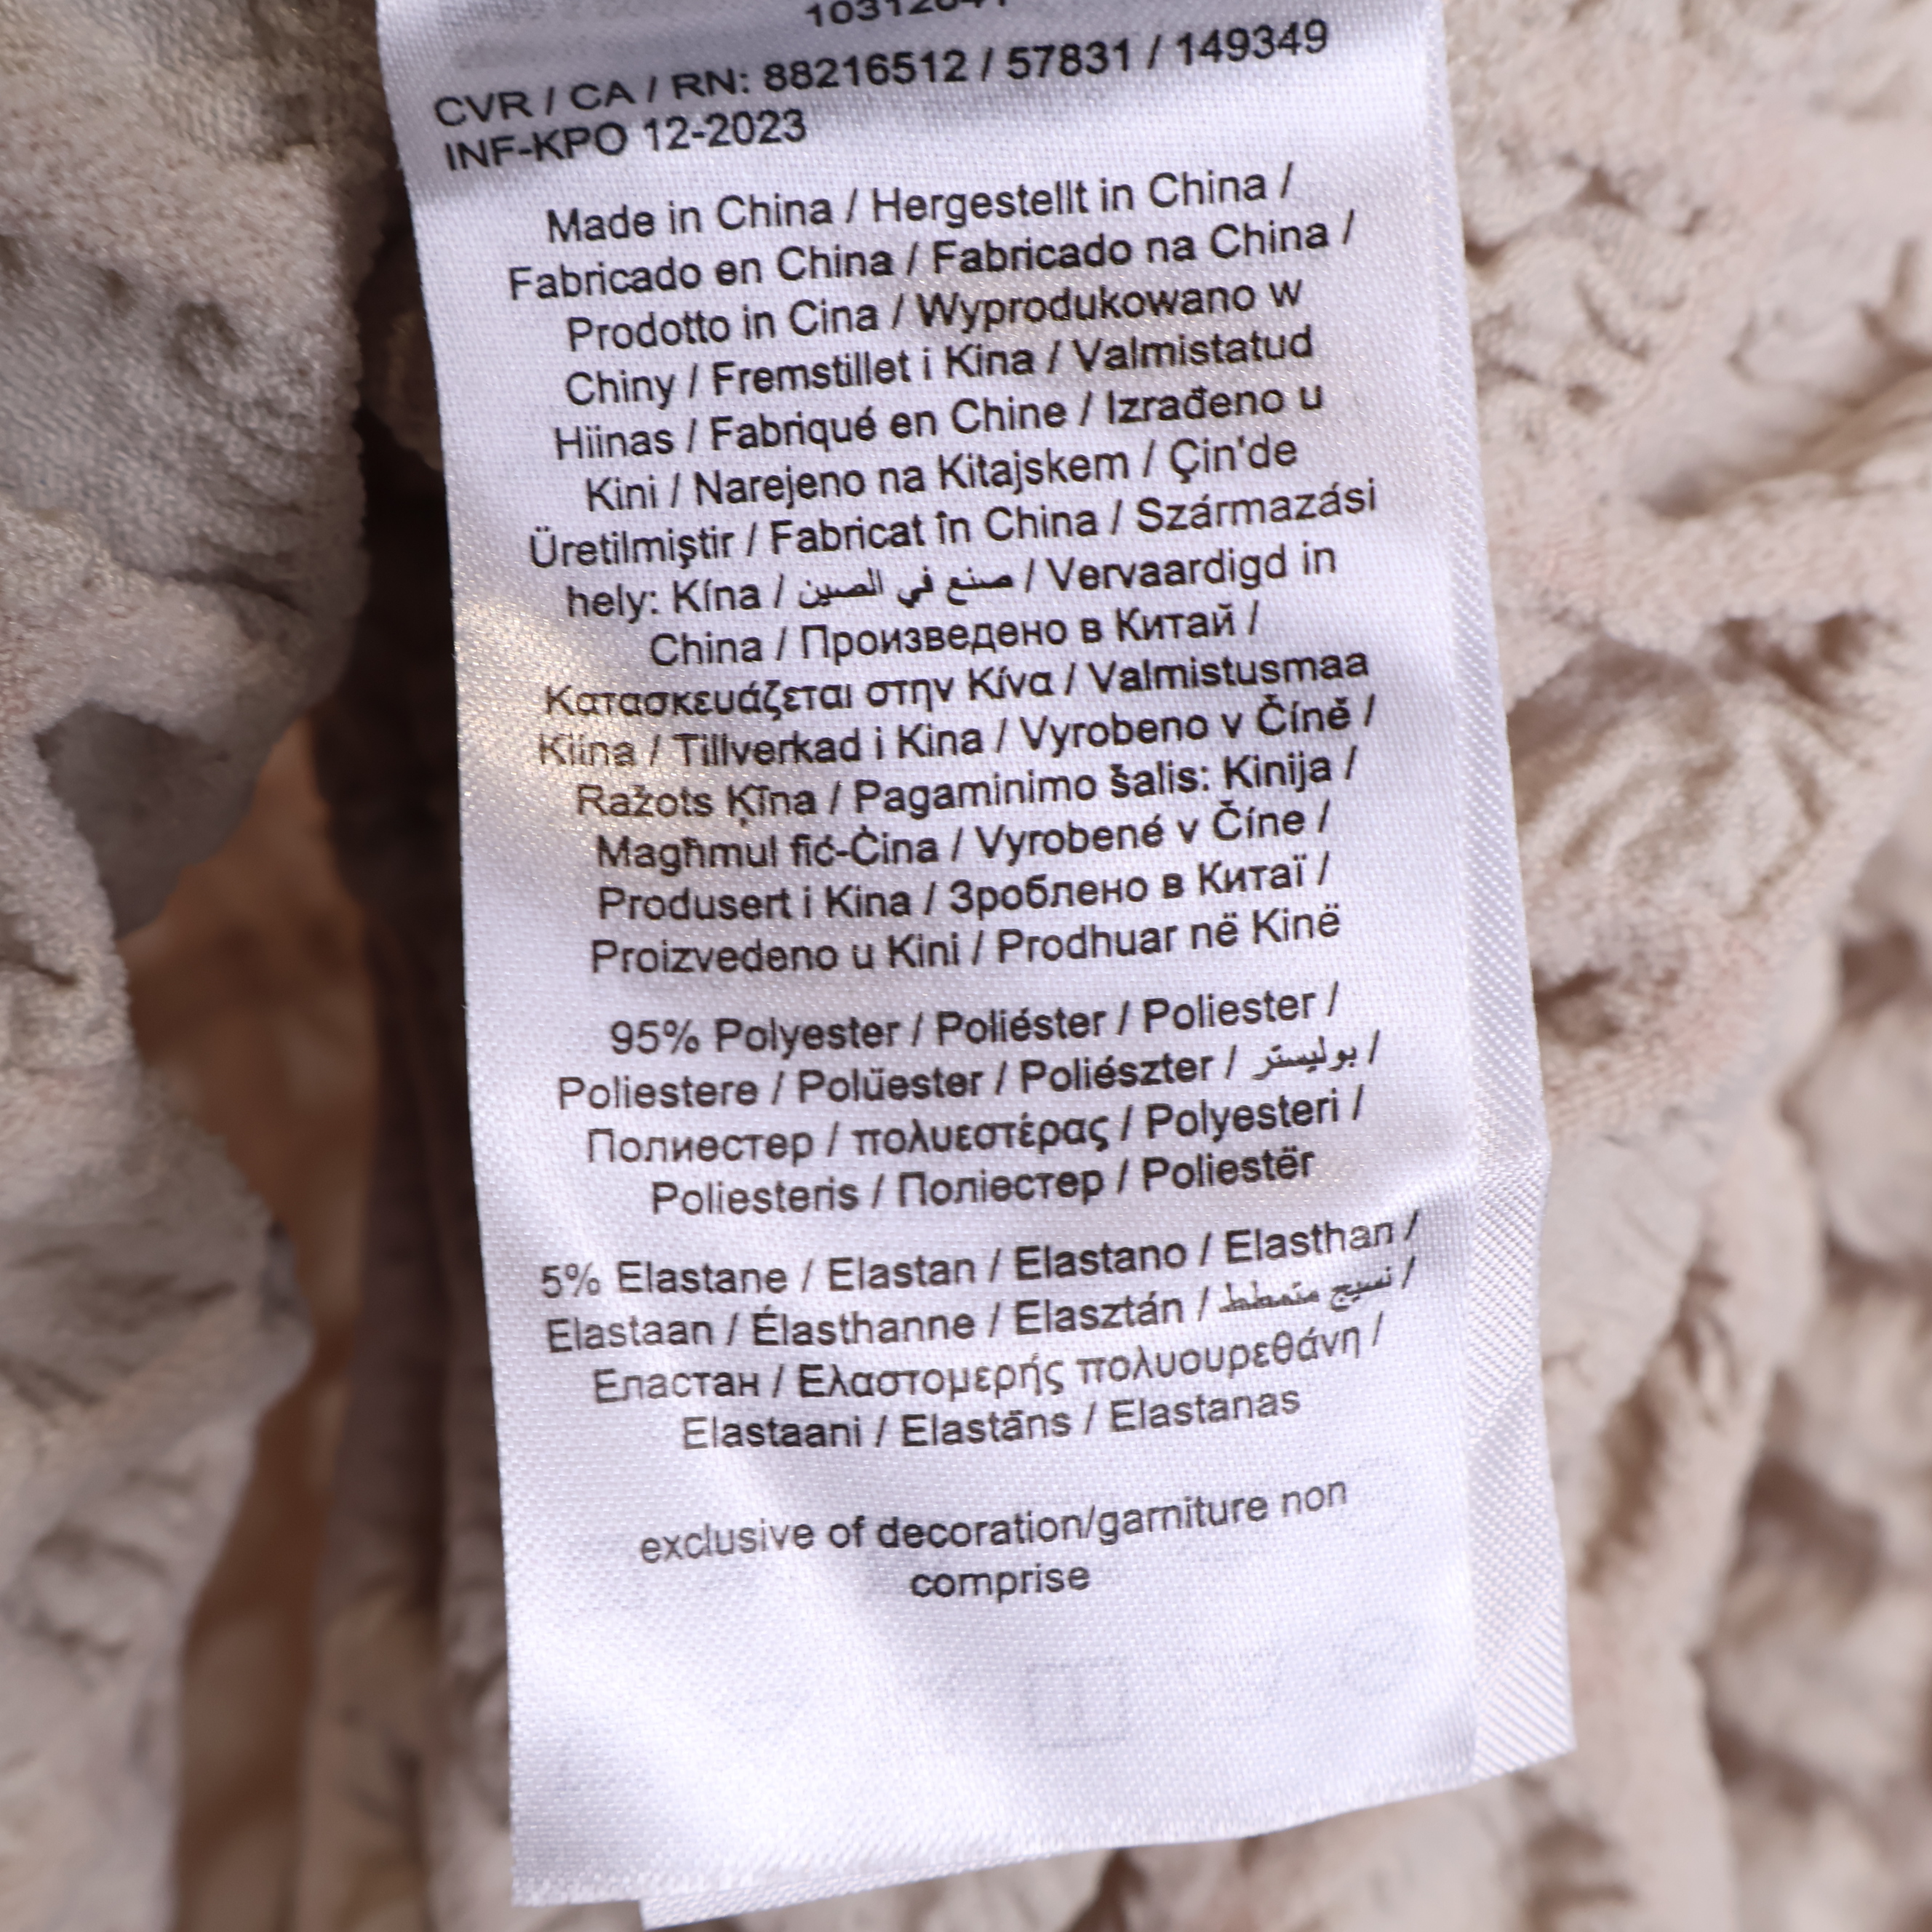 CVR / CA / RN: 88216512 / 57831 / 149349
INF-KPO 12-2023
Made in China / Hergestellt in China /
Fabricado en China / Fabricado na China /
Prodotto in Cina / Wyprodukowano w
Chiny / Fremstillet i Kina / Valmistatud
Hiinas / Fabriqué en Chine / Izrađeno u
Kini / Narejeno na Kitajskem / Çin'de
Üretilmiştir / Fabricat în China / Származási
hely: Kína / صنع في الصين / Vervaardigd in
China / Произведено в Китай /
Κατασκευάζεται στην Κίνα / Valmistusmaa
Kiina / Tillverkad i Kina / Vyrobeno v Číně /
Ražots Ķīna / Pagaminimo šalis: Kinija /
Magħmul fiċ-Ċina / Vyrobené v Číne /
Produsert i Kina / Зроблено в Китаї /
Proizvedeno u Kini / Prodhuar në Kinë
95% Polyester / Poliéster / Poliester /
Poliestere / Polüester / Poliészter / بوليستر /
Полиестер / πολυεστέρας / Polyesteri /
Poliesteris / Поліестер / Poliestër
5% Elastane / Elastan / Elastano / Elasthan /
Elastaan / Élasthanne / Elasztán / نسيج متمطط /
Еластан / Ελαστομερής πολυουρεθάνη /
Elastaani / Elastāns / Elastanas
exclusive of decoration/garniture non
comprise